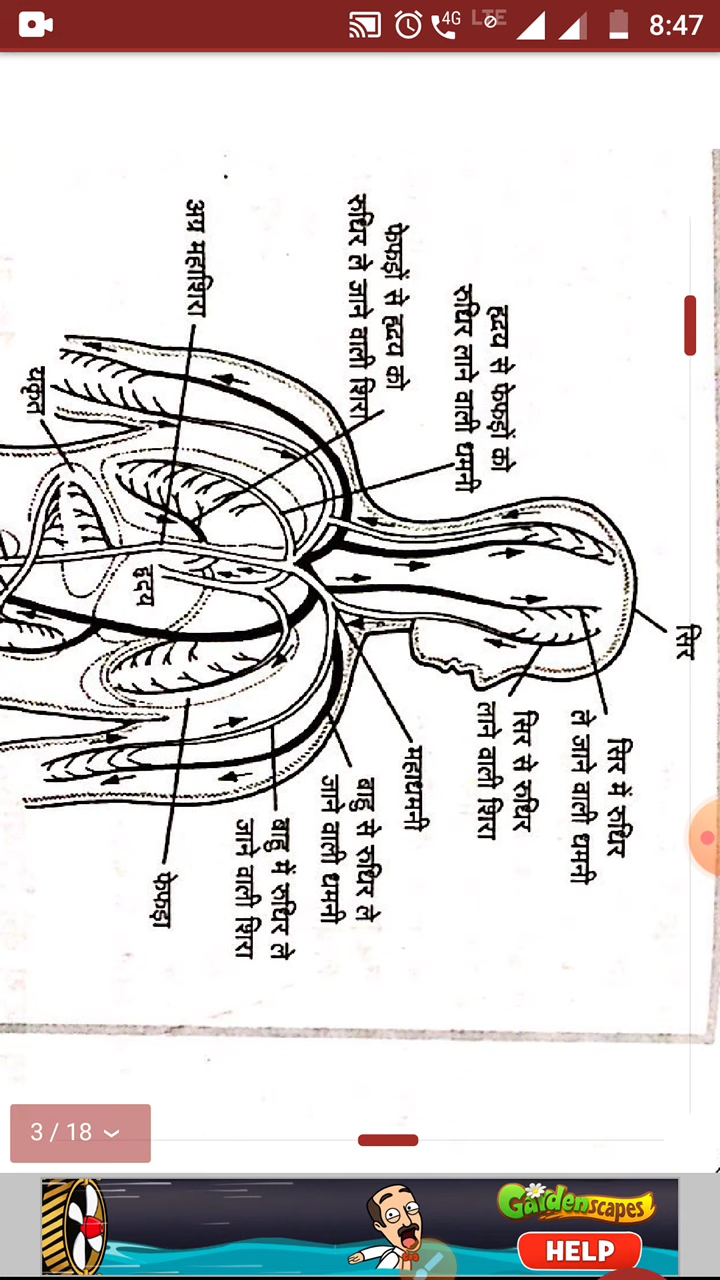 4G LTE 8:47
सिर
सिर में रुधिर
ले जाने वाली धमनी
सिर से रुधिर
लाने वाली शिरा
हृदय से फेफड़ों को
रुधिर लाने वाली धमनी
महाधमनी
फेफड़ों से हृदय को
रुधिर ले जाने वाली शिरा
बाहु से रुधिर ले
जाने वाली धमनी
बाहु में रुधिर ले
जाने वाली शिरा
अग्र महाशिरा
फेफड़ा
हृदय
यकृत
3 / 18
Gardenscapes
HELP